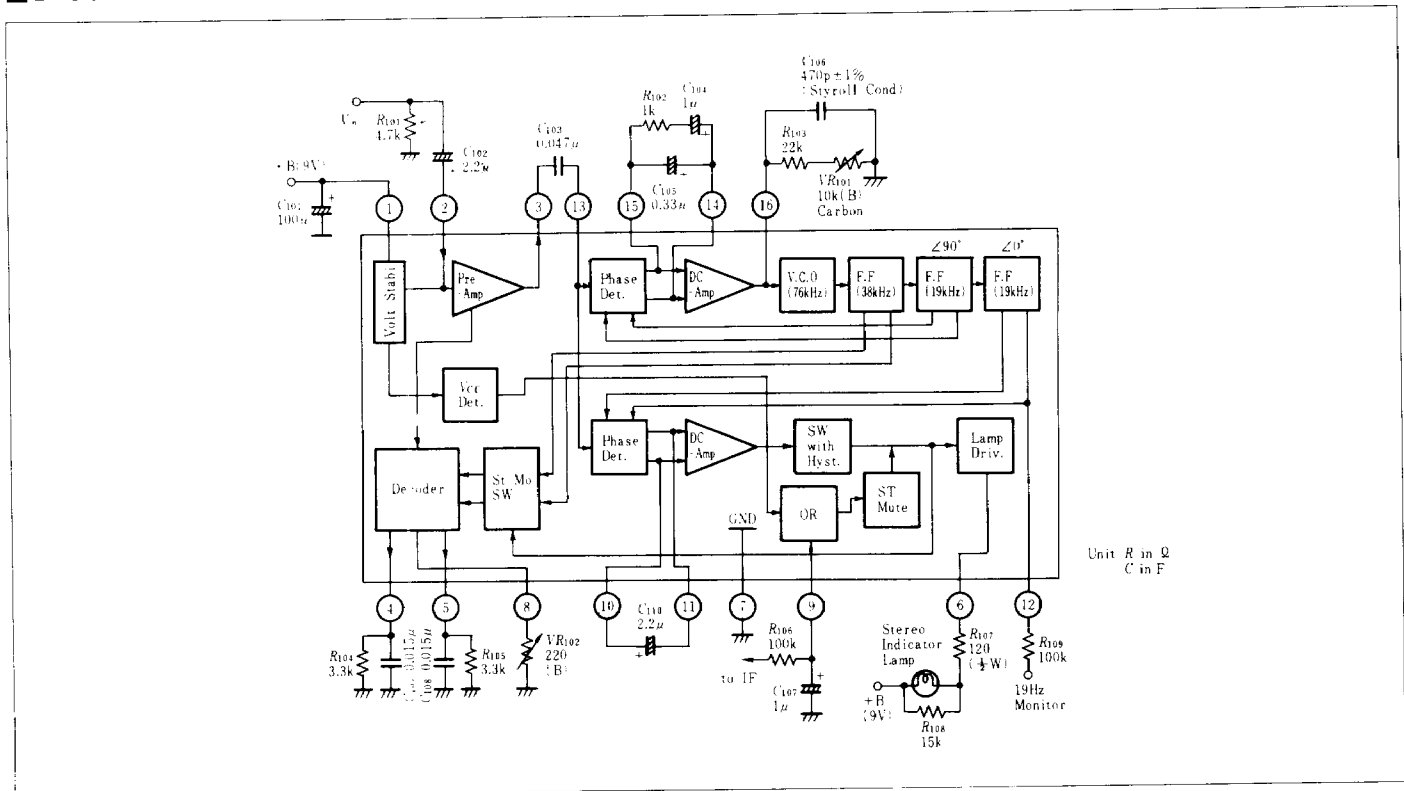 C106
470p±1%
(Styroll Cond)
R102
1k
C104
1μ
R101
4.7k
C103
0.047μ
R103
22k
C102
2.2μ
+B(9V)
C101
100μ
C105
0.33μ
VR101
10k(B)
Carbon
1
2
3
13
15
14
16
∠90°
∠0°
Volt Stabi
Pre
-Amp
Phase
Det.
DC
-Amp
V.C.O
(76kHz)
F.F
(38kHz)
F.F
(19kHz)
F.F
(19kHz)
Vcc
Det.
Phase
Det.
DC
-Amp
SW
with
Hyst.
Lamp
Driv.
Decoder
St Mo
SW
GND
OR
ST
Mute
Unit R in Ω
C in F
4
5
8
10
11
7
9
6
12
R104
3.3k
0.015μ
C108 0.015μ
R105
3.3k
VR102
220
(B)
C110
2.2μ
R106
100k
to IF
C107
1μ
Stereo
Indicator
Lamp
R107
120
(½W)
R109
100k
+B
(9V)
R108
15k
19Hz
Monitor